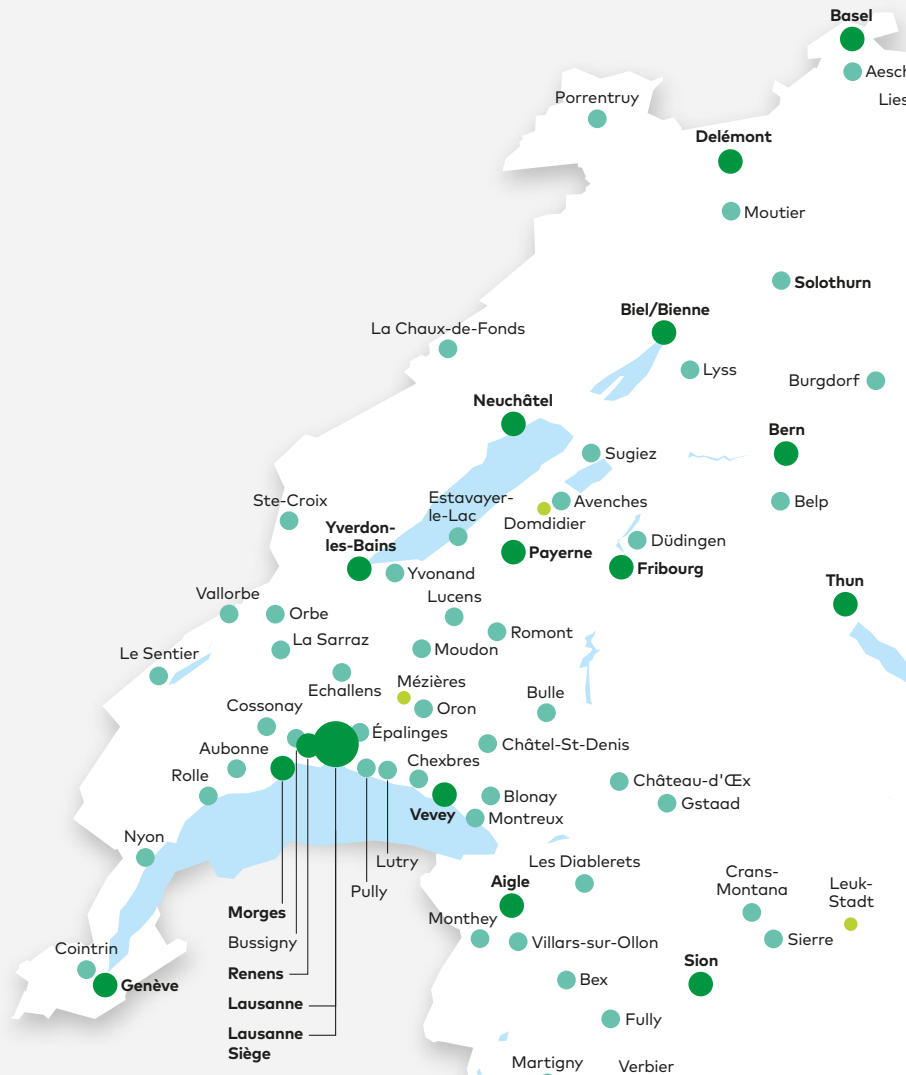 Basel
Aesch
Lies
Porrentruy
Delémont
Moutier
Solothurn
Biel/Bienne
La Chaux-de-Fonds
Lyss
Burgdorf
Neuchâtel
Bern
Sugiez
Ste-Croix
Estavayer-
le-Lac
Avenches
Belp
Domdidier
Yverdon-
les-Bains
Payerne
Düdingen
Fribourg
Yvonand
Thun
Vallorbe
Orbe
Lucens
Romont
La Sarraz
Moudon
Le Sentier
Echallens
Mézières
Oron
Bulle
Cossonay
Épalinges
Châtel-St-Denis
Aubonne
Chexbres
Rolle
Château-d'Œx
Blonay
Gstaad
Vevey
Montreux
Nyon
Lutry
Les Diablerets
Pully
Aigle
Crans-
Montana
Leuk-
Stadt
Morges
Monthey
Bussigny
Villars-sur-Ollon
Sierre
Cointrin
Renens
Sion
Genève
Bex
Lausanne
Fully
Lausanne
Siège
Martigny
Verbier